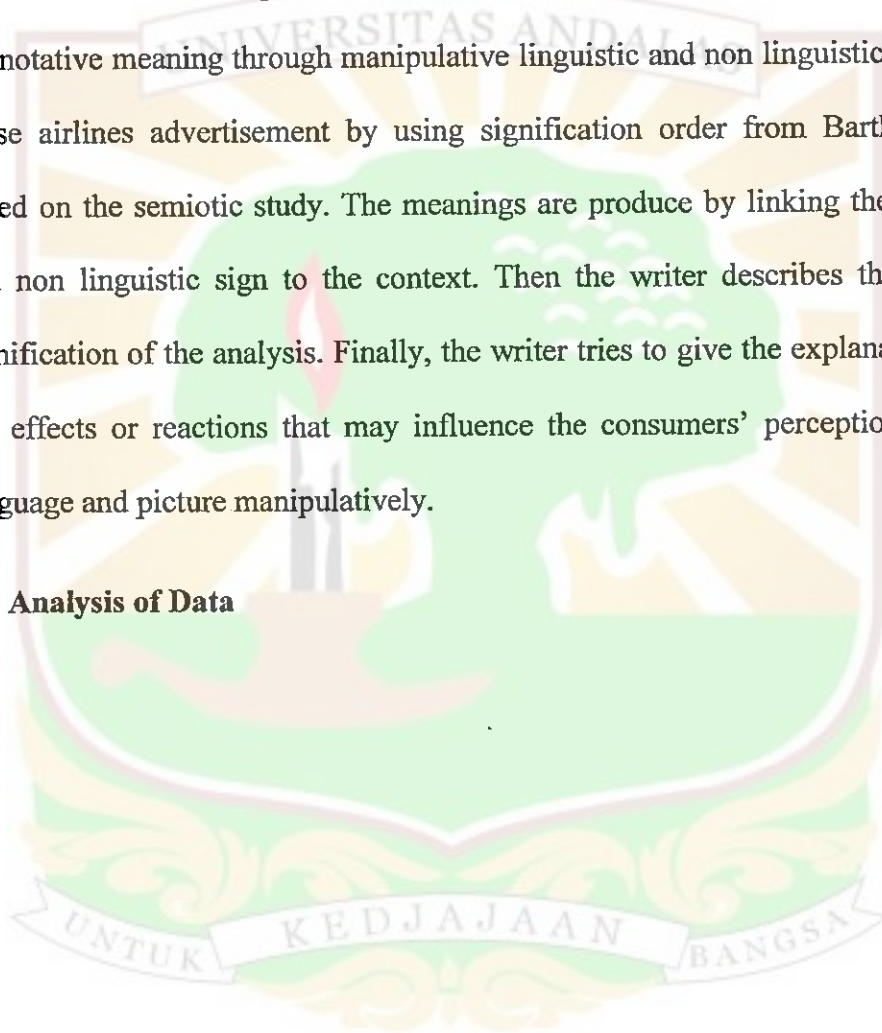 UNIVERSITAS ANDALAS
notative meaning through manipulative linguistic and non linguistic
se airlines advertisement by using signification order from Bart
ed on the semiotic study. The meanings are produce by linking the
non linguistic sign to the context. Then the writer describes th
nification of the analysis. Finally, the writer tries to give the explana
effects or reactions that may influence the consumers' perceptio
guage and picture manipulatively.
Analysis of Data
UNTUK KEDJAJAAN BANGSA